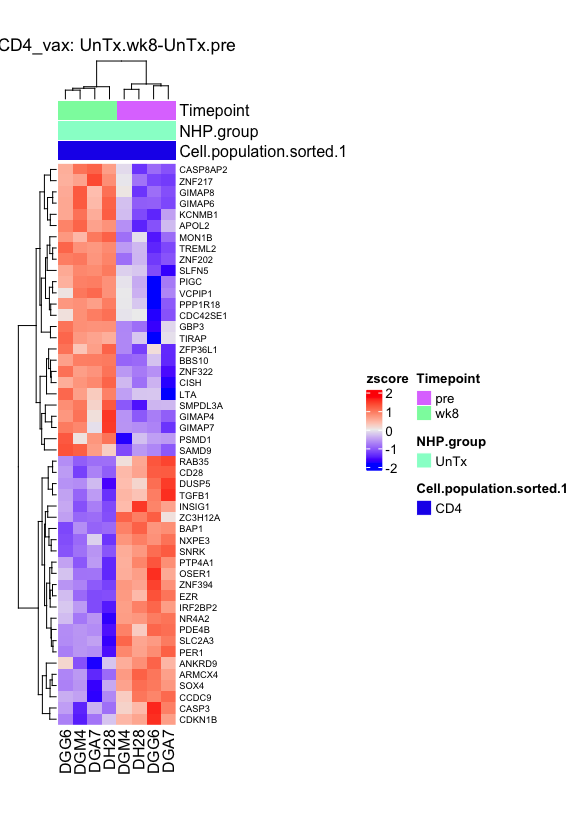 CD4_vax: UnTx.wk8-UnTx.pre
Timepoint
NHP.group
Cell.population.sorted.1
CASP8AP2
ZNF217
GIMAP8
GIMAP6
KCNMB1
APOL2
MON1B
TREML2
ZNF202
SLFN5
PIGC
VCPIP1
PPP1R18
CDC42SE1
GBP3
TIRAP
ZFP36L1
BBS10
ZNF322
CISH
LTA
SMPDL3A
GIMAP4
GIMAP7
PSMD1
SAMD9
RAB35
CD28
DUSP5
TGFB1
INSIG1
ZC3H12A
BAP1
NXPE3
SNRK
PTP4A1
OSER1
ZNF394
EZR
IRF2BP2
NR4A2
PDE4B
SLC2A3
PER1
ANKRD9
ARMCX4
SOX4
CCDC9
CASP3
CDKN1B
DGG6
DGM4
DGA7
DH28
DGM4
DH28
DGG6
DGA7
zscore
2
1
0
-1
-2
Timepoint
pre
wk8
NHP.group
UnTx
Cell.population.sorted.1
CD4